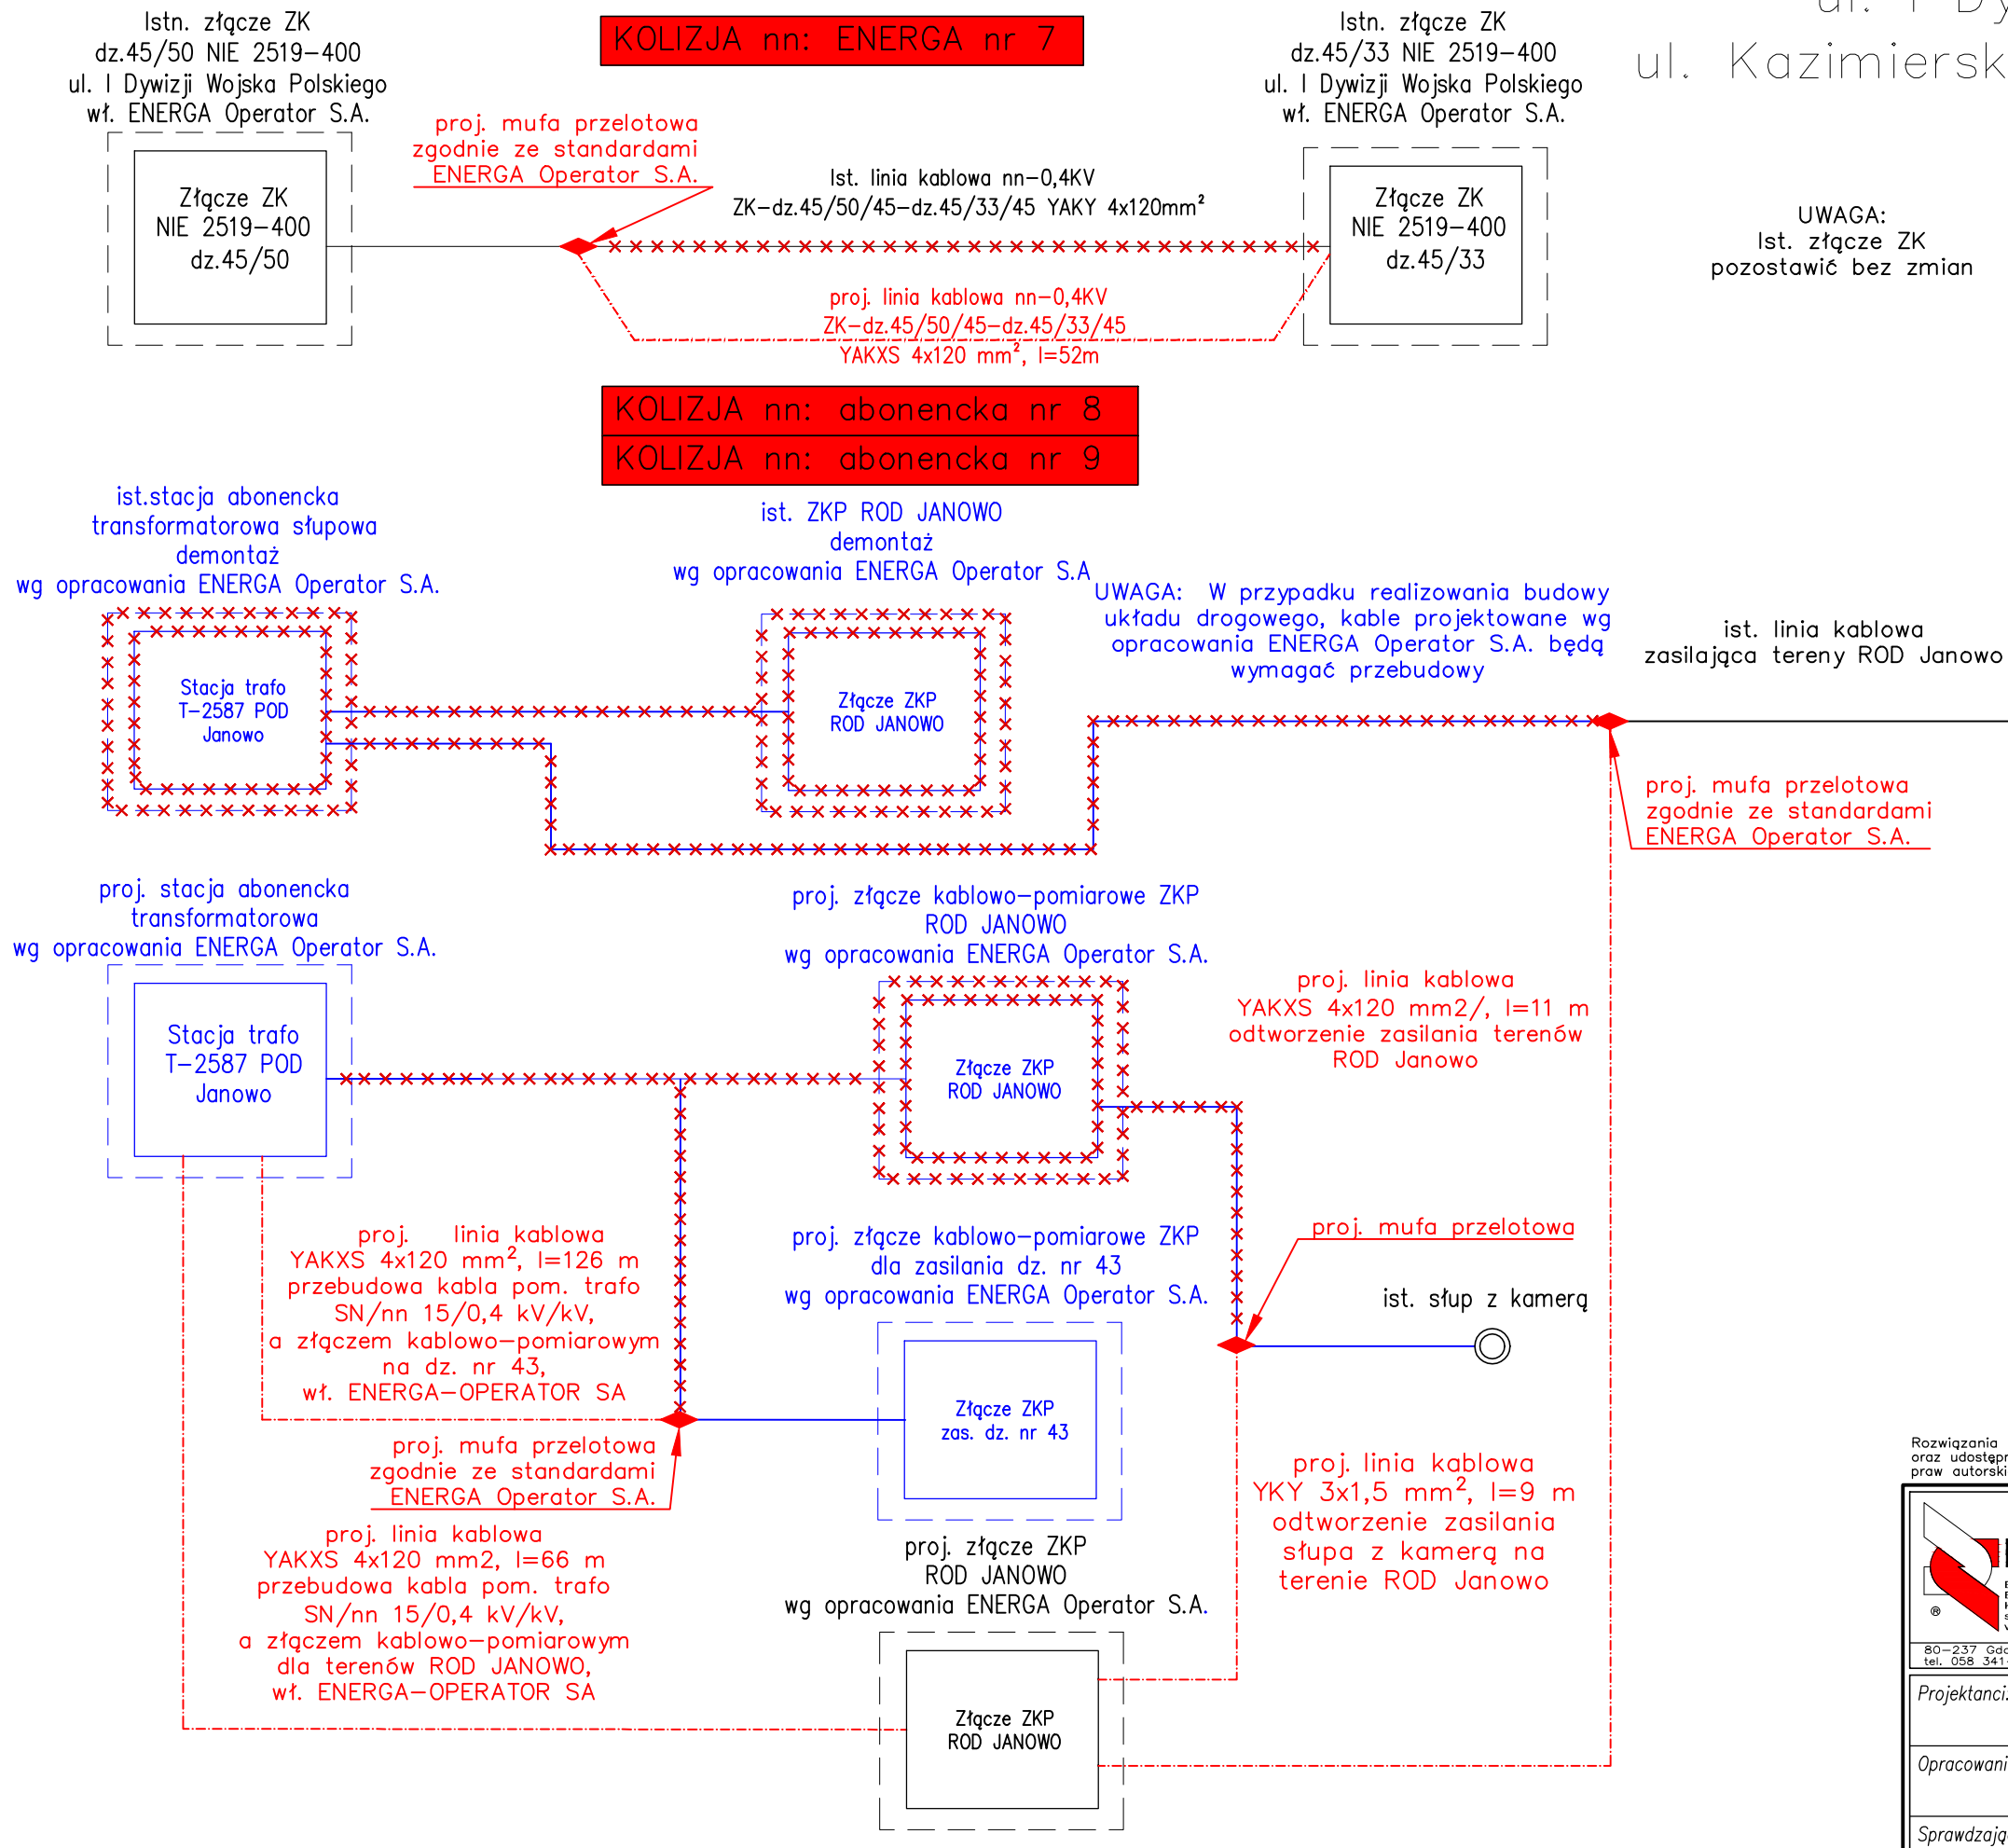 Istn. złącze ZK
dz.45/50 NIE 2519-400
ul. I Dywizji Wojska Polskiego
wł. ENERGA Operator S.A.
KOLIZJA nn: ENERGA nr 7
Istn. złącze ZK
dz.45/33 NIE 2519-400
ul. I Dywizji Wojska Polskiego
wł. ENERGA Operator S.A.
ul. I Dy
ul. Kazimiersk
proj. mufa przelotowa
zgodnie ze standardami
ENERGA Operator S.A.
Złącze ZK
NIE 2519-400
dz.45/50
Ist. linia kablowa nn-0,4KV
ZK-dz.45/50/45-dz.45/33/45 YAKY 4x120mm²
Złącze ZK
NIE 2519-400
dz.45/33
UWAGA:
Ist. złącze ZK
pozostawić bez zmian
proj. linia kablowa nn-0,4KV
ZK-dz.45/50/45-dz.45/33/45
YAKXS 4x120 mm², l=52m
KOLIZJA nn: abonencka nr 8
KOLIZJA nn: abonencka nr 9
ist.stacja abonencka
transformatorowa słupowa
demontaż
wg opracowania ENERGA Operator S.A.
ist. ZKP ROD JANOWO
demontaż
wg opracowania ENERGA Operator S.A
UWAGA: W przypadku realizowania budowy
układu drogowego, kable projektowane wg
opracowania ENERGA Operator S.A. będą
wymagać przebudowy
ist. linia kablowa
zasilająca tereny ROD Janowo
Stacja trafo
T-2587 POD
Janowo
Złącze ZKP
ROD JANOWO
proj. mufa przelotowa
zgodnie ze standardami
ENERGA Operator S.A.
proj. stacja abonencka
transformatorowa
wg opracowania ENERGA Operator S.A.
proj. złącze kablowo-pomiarowe ZKP
ROD JANOWO
wg opracowania ENERGA Operator S.A.
Stacja trafo
T-2587 POD
Janowo
Złącze ZKP
ROD JANOWO
proj. linia kablowa
YAKXS 4x120 mm2/, l=11 m
odtworzenie zasilania terenów
ROD Janowo
proj. linia kablowa
YAKXS 4x120 mm², l=126 m
przebudowa kabla pom. trafo
SN/nn 15/0,4 kV/kV,
a złączem kablowo-pomiarowym
na dz. nr 43,
wł. ENERGA-OPERATOR SA
proj. złącze kablowo-pomiarowe ZKP
dla zasilania dz. nr 43
wg opracowania ENERGA Operator S.A.
proj. mufa przelotowa
ist. słup z kamerą
Złącze ZKP
zas. dz. nr 43
proj. mufa przelotowa
zgodnie ze standardami
ENERGA Operator S.A.
proj. linia kablowa
YKY 3x1,5 mm², l=9 m
odtworzenie zasilania
słupa z kamerą na
terenie ROD Janowo
proj. linia kablowa
YAKXS 4x120 mm2, l=66 m
przebudowa kabla pom. trafo
SN/nn 15/0,4 kV/kV,
a złączem kablowo-pomiarowym
dla terenów ROD JANOWO,
wł. ENERGA-OPERATOR SA
proj. złącze ZKP
ROD JANOWO
wg opracowania ENERGA Operator S.A.
Złącze ZKP
ROD JANOWO
Rozwiązania
oraz udostępn
praw autorski
®
80-237 Gda
tel. 058 341
Projektanci:
Opracowani
Sprawdzają